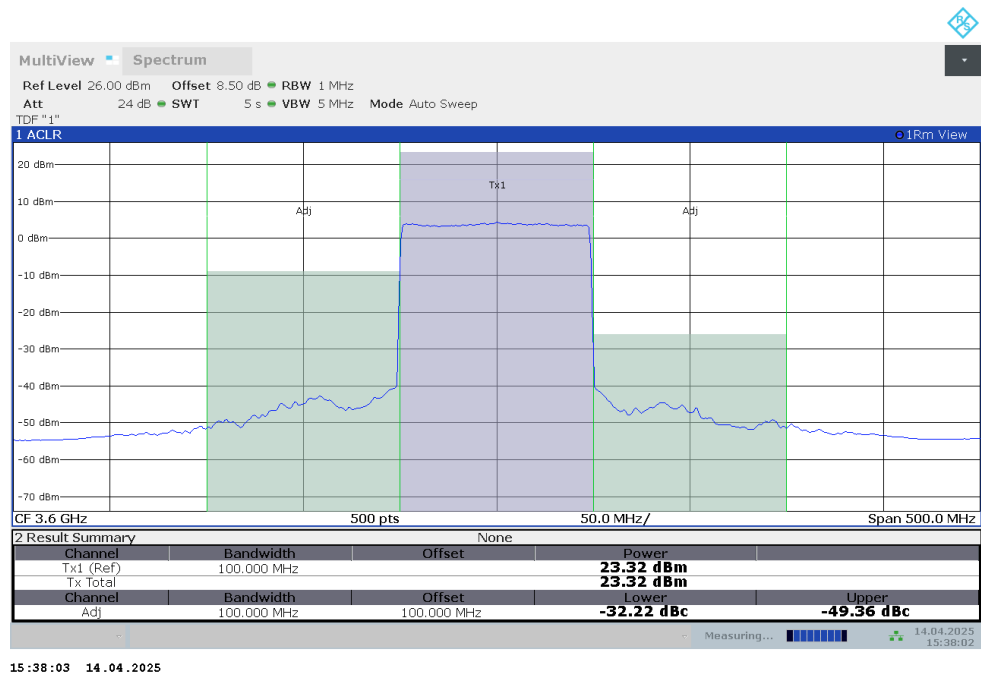 R S
MultiView Spectrum
Ref Level 26.00 dBm Offset 8.50 dB RBW 1 MHz
Att 24 dB SWT 5 s VBW 5 MHz Mode Auto Sweep
TDF "1"
1 ACLR 1Rm View
20 dBm
Tx1
10 dBm
Adj Adj
0 dBm
-10 dBm
-20 dBm
-30 dBm
-40 dBm
-50 dBm
-60 dBm
-70 dBm
CF 3.6 GHz 500 pts 50.0 MHz/ Span 500.0 MHz
2 Result Summary None
Channel Bandwidth Offset Power
Tx1 (Ref) 100.000 MHz 23.32 dBm
Tx Total 23.32 dBm
Channel Bandwidth Offset Lower Upper
Adj 100.000 MHz 100.000 MHz -32.22 dBc -49.36 dBc
Measuring... 14.04.2025
15:38:02
15:38:03 14.04.2025